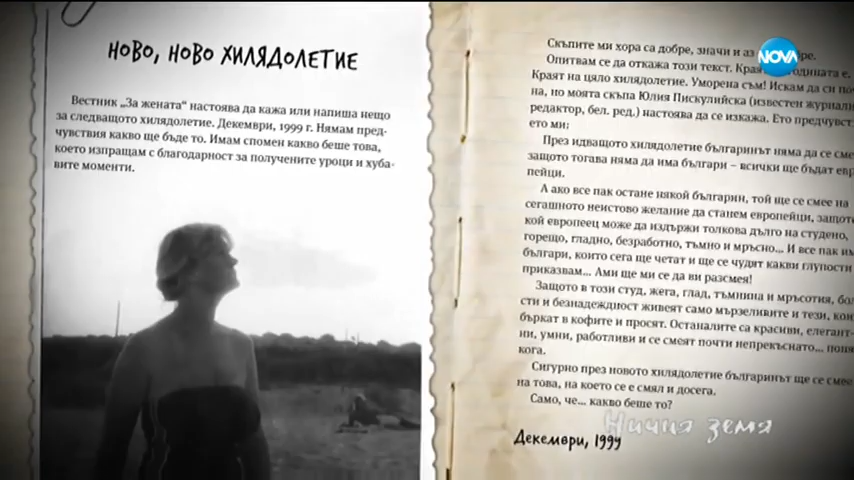 НОВО, НОВО ХИЛЯДОЛЕТИЕ
Вестник „За жената“ настоява да кажа или напиша нещо
за следващото хилядолетие. Декември, 1999 г. Нямам пред-
чувствия какво ще бъде то. Имам спомен какво беше това,
което изпращам с благодарност за получените уроци и хуба-
вите моменти.
Скъпите ми хора са добре, значи и аз
Опитвам се да откажа този текст.
Краят на цяло хилядолетие. Уморена съм! Искам да си
на, но моята скъпа Юлия Пискулийска (известен
редактор, бел. ред.) настоява да се изкажа. Ето
ето ми:
През идващото хилядолетие българинът няма да се
защото тогава няма да има българи – всички ще бъдат
пейци.
А ако все пак остане някой българин, той ще се смее на
сегашното неистово желание да станем европейци,
кой европеец може да издържи толкова дълго на студено,
горещо, гладно, безработно, тъмно и мръсно... И все пак
българи, които сега ще четат и ще се чудят какви глупости
приказвам... Ами ще ми се да ви разсмея!
Защото в този студ, жега, глад, тъмнина и мръсотия,
сти и безнадеждност живеят само мързеливите и тези,
бъркат в кофите и просят. Останалите са красиви, елегант-
ни, умни, работливи и се смеят почти непрекъснато...
кога.
Сигурно през новото хилядолетие българинът ще се смее
на това, на което се е смял и досега.
Само, че... какво беше то?
Декември, 1999
NOVA
Ничия земя